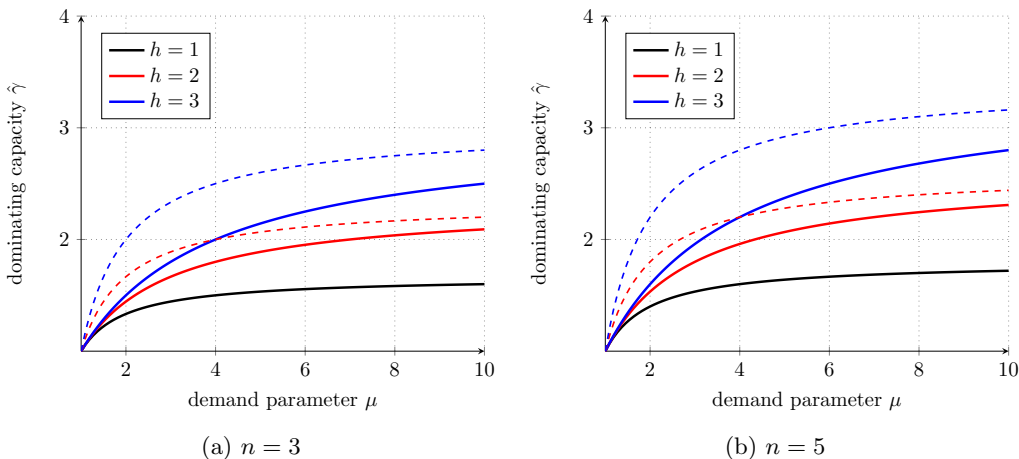 4
3
2
2
4
6
8
10
dominating capacity γ̂
demand parameter μ
h = 1
h = 2
h = 3
(a) n = 3
4
3
2
2
4
6
8
10
dominating capacity γ̂
demand parameter μ
h = 1
h = 2
h = 3
(b) n = 5